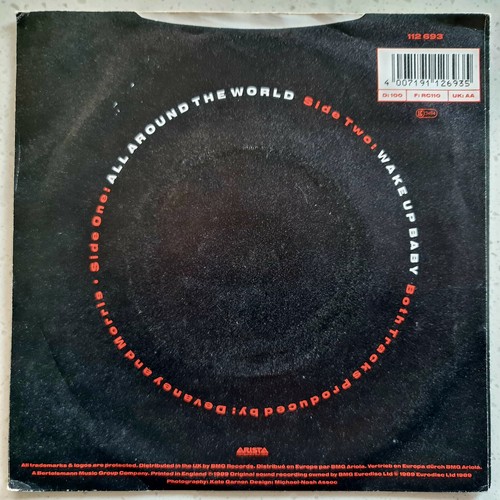 112 693
4 007191 126935
D: 100 F: RC110 UK: AA
Side One: ALL AROUND THE WORLD Side Two: WAKE UP BABY Both Tracks Produced by: Devaney and Morris •
ARISTA
All trademarks & logos are protected. Distributed in the UK by BMG Records. Distribué en Europe par BMG Ariola. Vertrieb en Europa dürch BMG Ariola.
A Bertelsmann Music Group Company. Printed in England ℗ 1989 Original sound recording owned by BMG Eurodisc Ltd © 1989 Eurodisc Ltd 1989
Photography: Kate Garner Design: Michael Nash Assoc